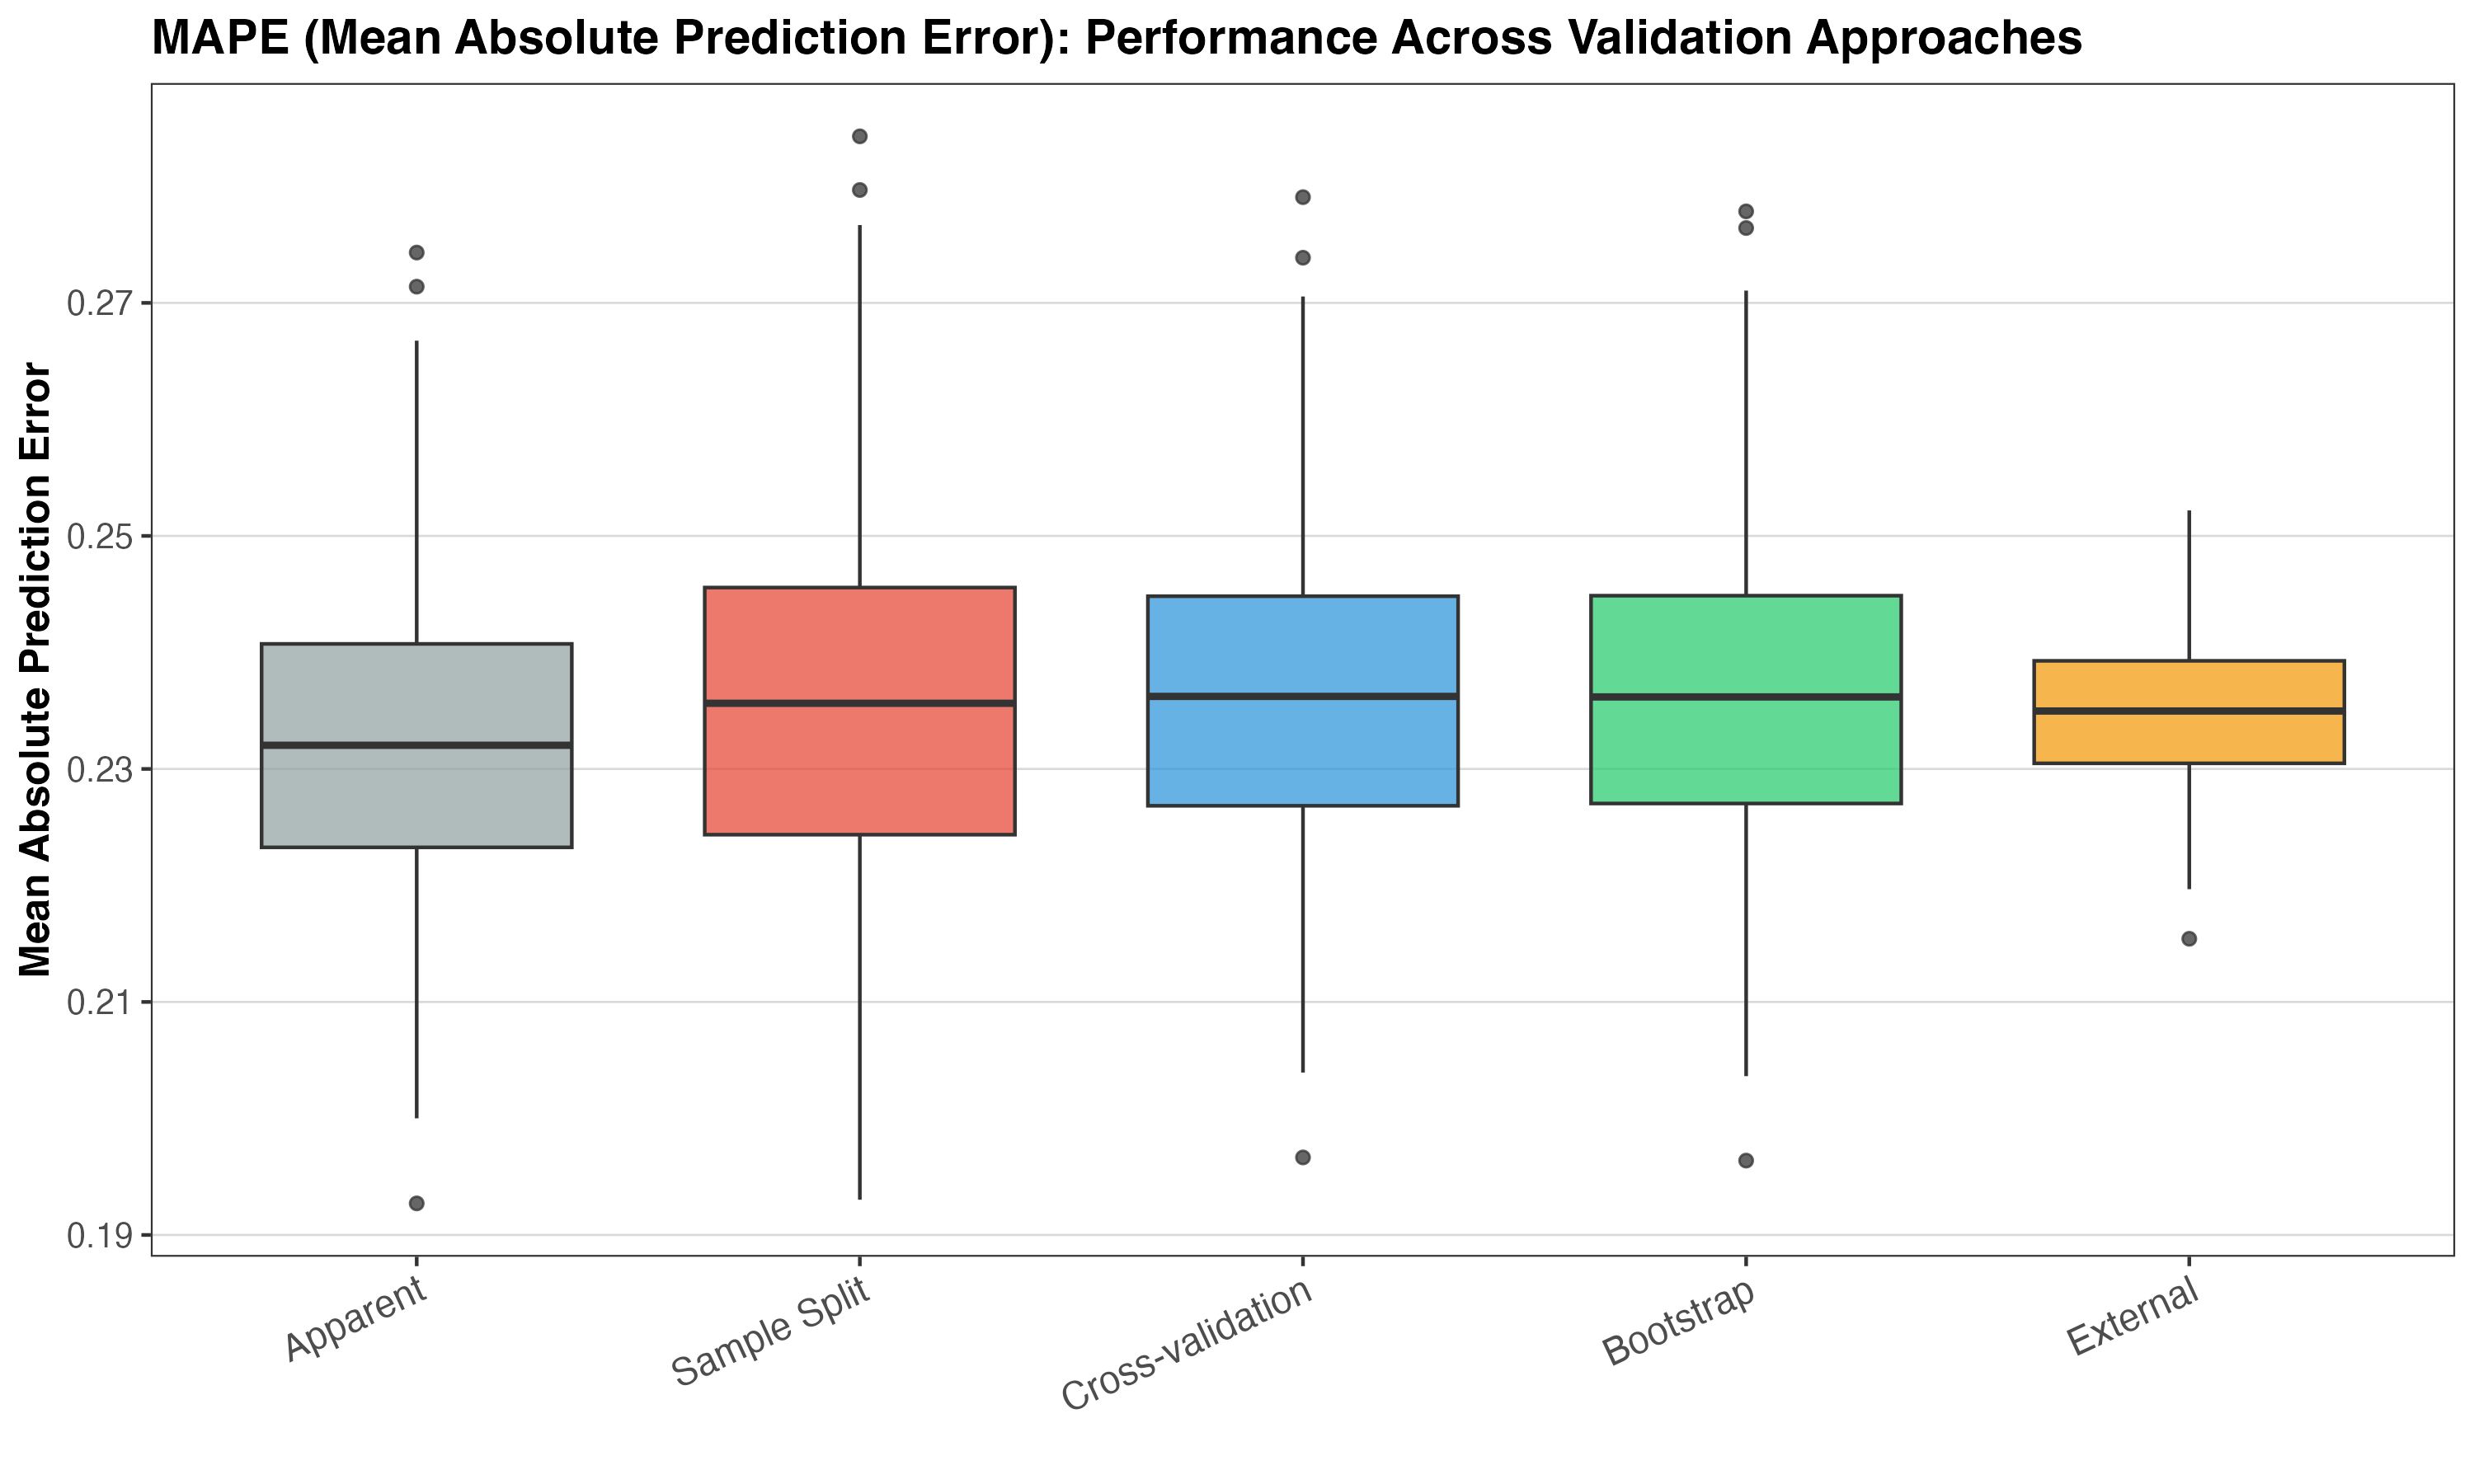 MAPE (Mean Absolute Prediction Error): Performance Across Validation Approaches
Mean Absolute Prediction Error
0.27
0.25
0.23
0.21
0.19
Apparent
Sample Split
Cross-validation
Bootstrap
External